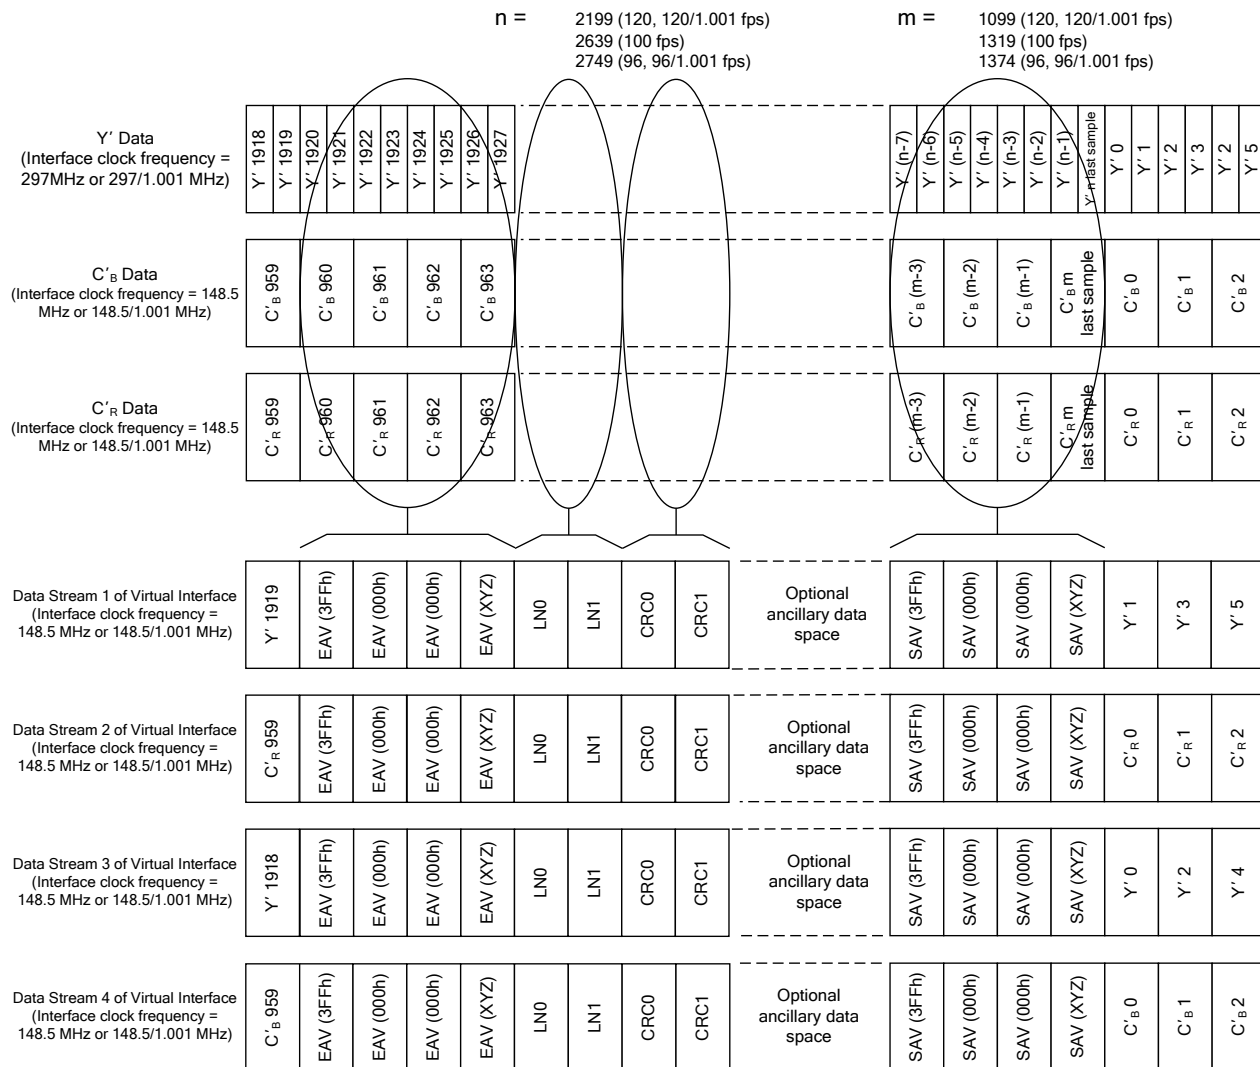 n = 2199 (120, 120/1.001 fps)
2639 (100 fps)
2749 (96, 96/1.001 fps)
m = 1099 (120, 120/1.001 fps)
1319 (100 fps)
1374 (96, 96/1.001 fps)
Y′ Data
(Interface clock frequency =
297MHz or 297/1.001 MHz)
Y′ 1918
Y′ 1919
Y′ 1920
Y′ 1921
Y′ 1922
Y′ 1923
Y′ 1924
Y′ 1925
Y′ 1926
Y′ 1927
Y′ (n-7)
Y′ (n-6)
Y′ (n-5)
Y′ (n-4)
Y′ (n-3)
Y′ (n-2)
Y′ (n-1)
Y′ n last sample
Y′ 0
Y′ 1
Y′ 2
Y′ 3
Y′ 2
Y′ 5
C′B Data
(Interface clock frequency = 148.5
MHz or 148.5/1.001 MHz)
C′B 959
C′B 960
C′B 961
C′B 962
C′B 963
C′B (m-3)
C′B (m-2)
C′B (m-1)
C′B m
last sample
C′B 0
C′B 1
C′B 2
C′R Data
(Interface clock frequency = 148.5
MHz or 148.5/1.001 MHz)
C′R 959
C′R 960
C′R 961
C′R 962
C′R 963
C′R (m-3)
C′R (m-2)
C′R (m-1)
C′R m
last sample
C′R 0
C′R 1
C′R 2
Data Stream 1 of Virtual Interface
(Interface clock frequency =
148.5 MHz or 148.5/1.001 MHz)
Y′ 1919
EAV (3FFh)
EAV (000h)
EAV (000h)
EAV (XYZ)
LN0
LN1
CRC0
CRC1
Optional
ancillary data
space
SAV (3FFh)
SAV (000h)
SAV (000h)
SAV (XYZ)
Y′ 1
Y′ 3
Y′ 5
Data Stream 2 of Virtual Interface
(Interface clock frequency =
148.5 MHz or 148.5/1.001 MHz)
C′R 959
EAV (3FFh)
EAV (000h)
EAV (000h)
EAV (XYZ)
LN0
LN1
CRC0
CRC1
Optional
ancillary data
space
SAV (3FFh)
SAV (000h)
SAV (000h)
SAV (XYZ)
C′R 0
C′R 1
C′R 2
Data Stream 3 of Virtual Interface
(Interface clock frequency =
148.5 MHz or 148.5/1.001 MHz)
Y′ 1918
EAV (3FFh)
EAV (000h)
EAV (000h)
EAV (XYZ)
LN0
LN1
CRC0
CRC1
Optional
ancillary data
space
SAV (3FFh)
SAV (000h)
SAV (000h)
SAV (XYZ)
Y′ 0
Y′ 2
Y′ 4
Data Stream 4 of Virtual Interface
(Interface clock frequency =
148.5 MHz or 148.5/1.001 MHz)
C′B 959
EAV (3FFh)
EAV (000h)
EAV (000h)
EAV (XYZ)
LN0
LN1
CRC0
CRC1
Optional
ancillary data
space
SAV (3FFh)
SAV (000h)
SAV (000h)
SAV (XYZ)
C′B 0
C′B 1
C′B 2